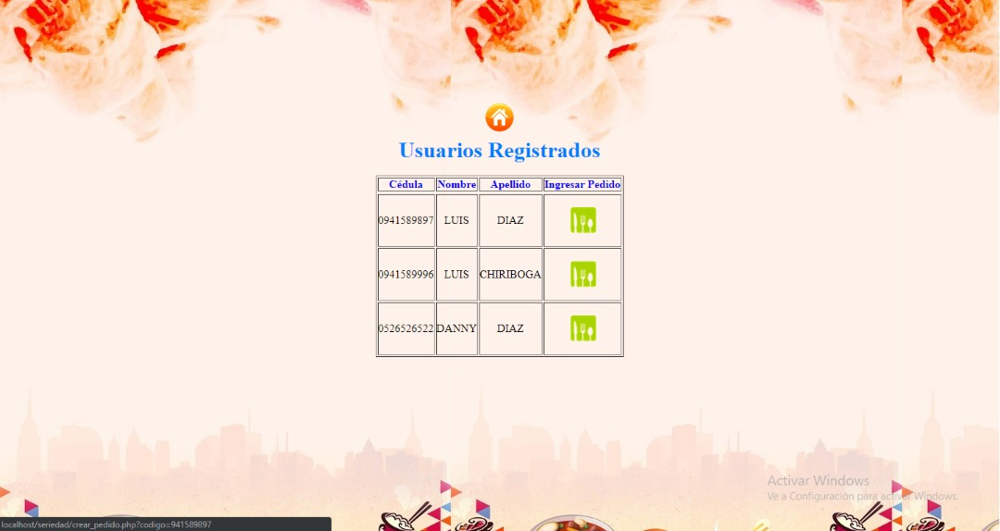 Usuarios Registrados
Cédula Nombre Apellido Ingresar Pedido
0941589897 LUIS DIAZ
0941589996 LUIS CHIRIBOGA
0526526522 DANNY DIAZ
Activar Windows
Ve a Configuración para activar Windows.
localhost/seriedad/crear_pedido.php?codigo=941589897